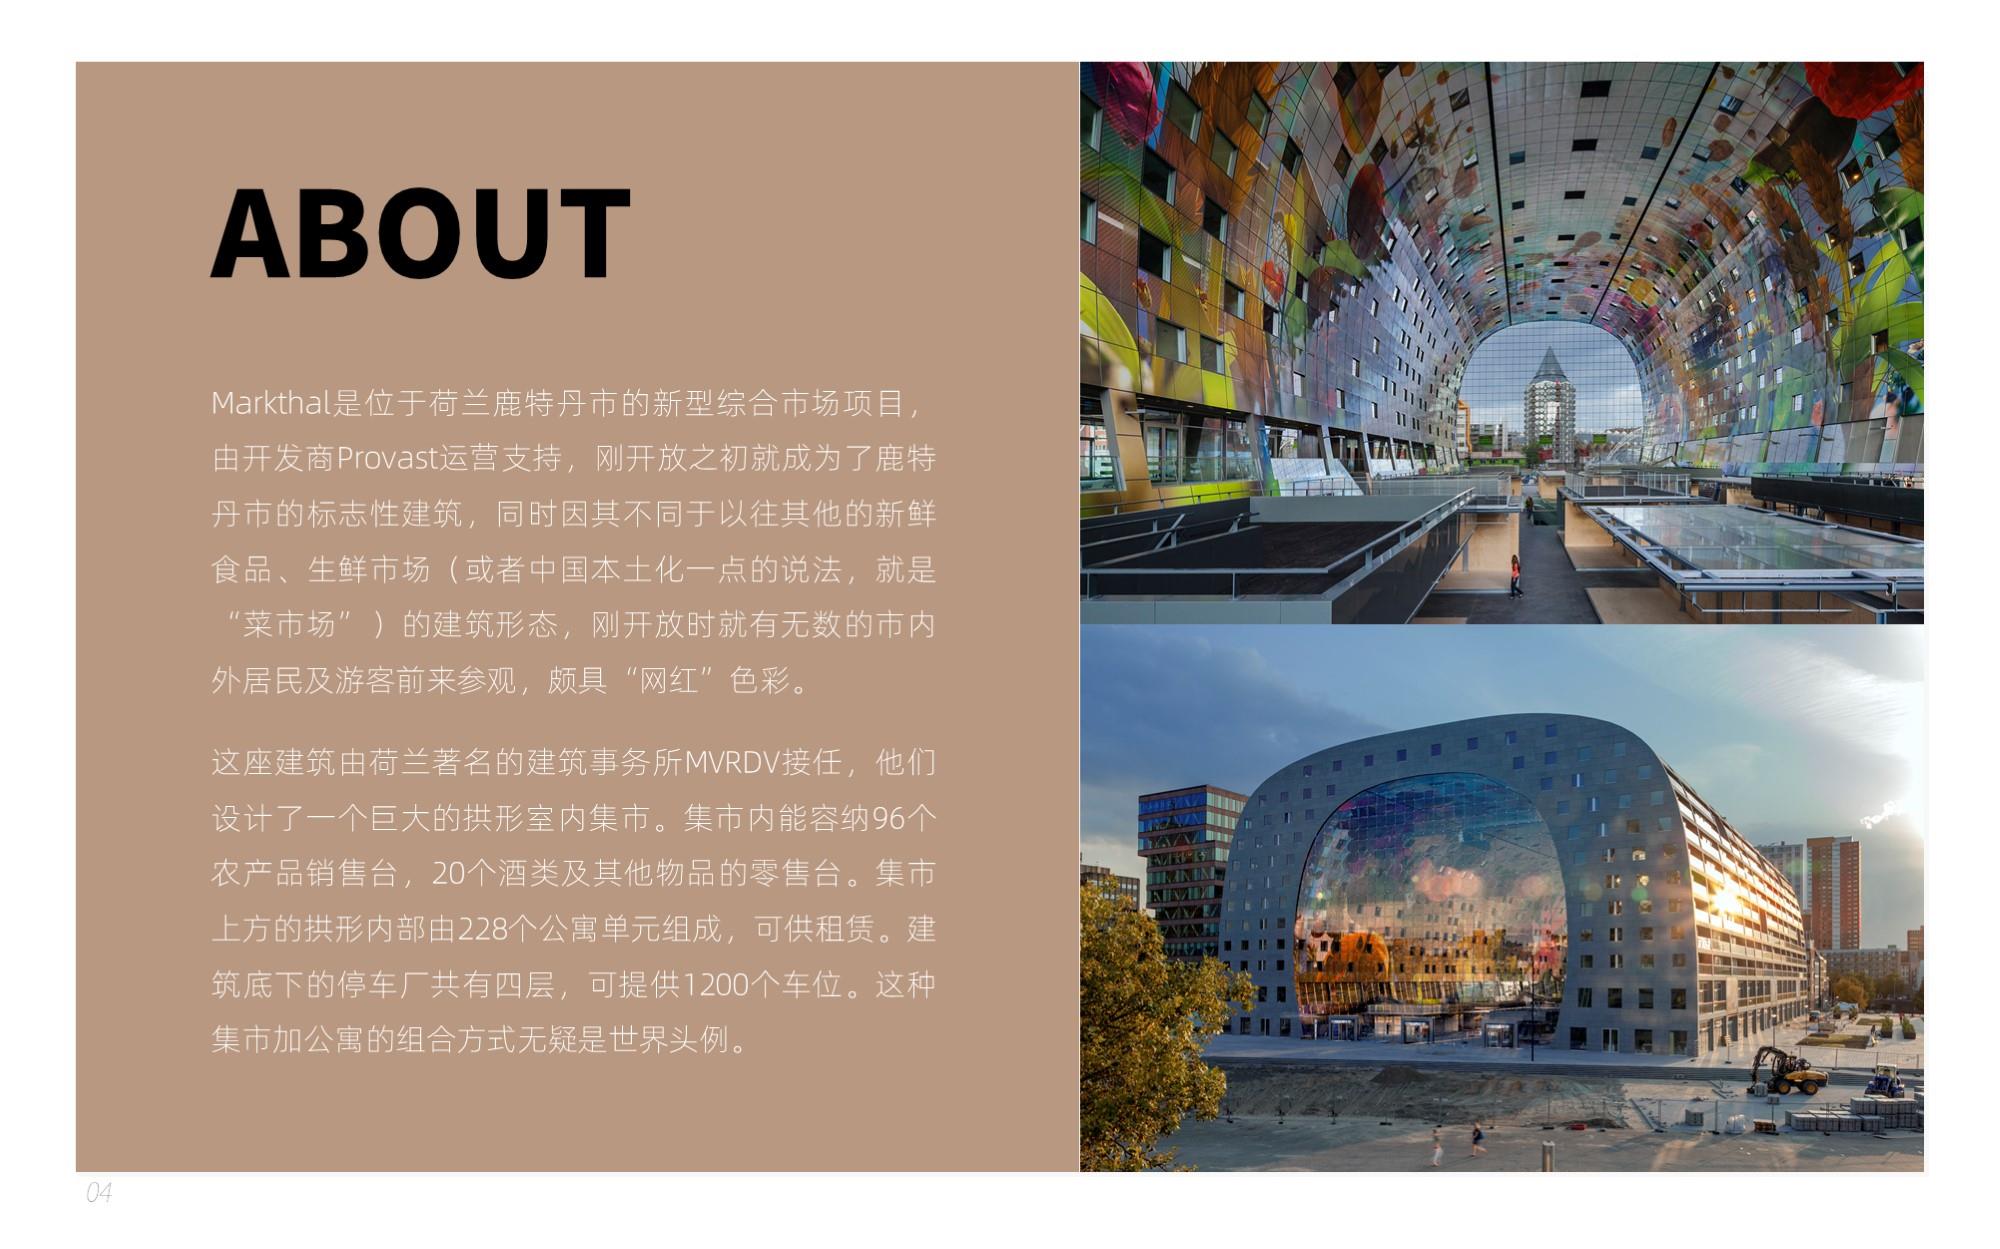 ABOUT
Markthal是位于荷兰鹿特丹市的新型综合市场项目，
由开发商Provast运营支持，刚开放之初就成为了鹿特
丹市的标志性建筑，同时因其不同于以往其他的新鲜
食品、生鲜市场（或者中国本土化一点的说法，就是
“菜市场”）的建筑形态，刚开放时就有无数的市内
外居民及游客前来参观，颇具“网红”色彩。
这座建筑由荷兰著名的建筑事务所MVRDV接任，他们
设计了一个巨大的拱形室内集市。集市内能容纳96个
农产品销售台，20个酒类及其他物品的零售台。集市
上方的拱形内部由228个公寓单元组成，可供租赁。建
筑底下的停车厂共有四层，可提供1200个车位。这种
集市加公寓的组合方式无疑是世界头例。
04